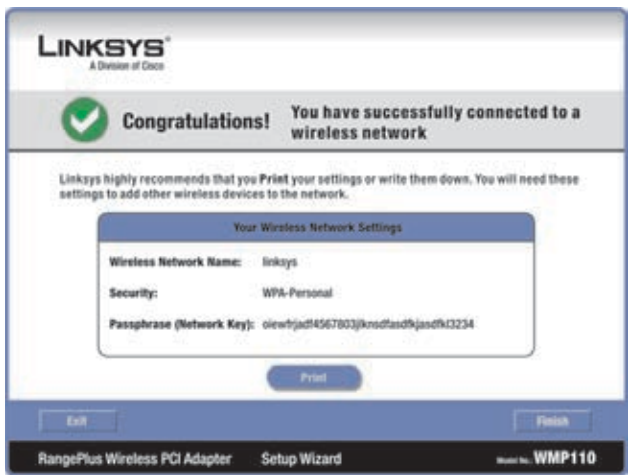 LINKSYS®
A Division of Cisco
Congratulations!
You have successfully connected to a
wireless network
Linksys highly recommends that you Print your settings or write them down. You will need these
settings to add other wireless devices to the network.
Your Wireless Network Settings
Wireless Network Name: linksys
Security: WPA-Personal
Passphrase (Network Key):
Print
Exit
Finish
RangePlus Wireless PCI Adapter Setup Wizard Model No. WMP110